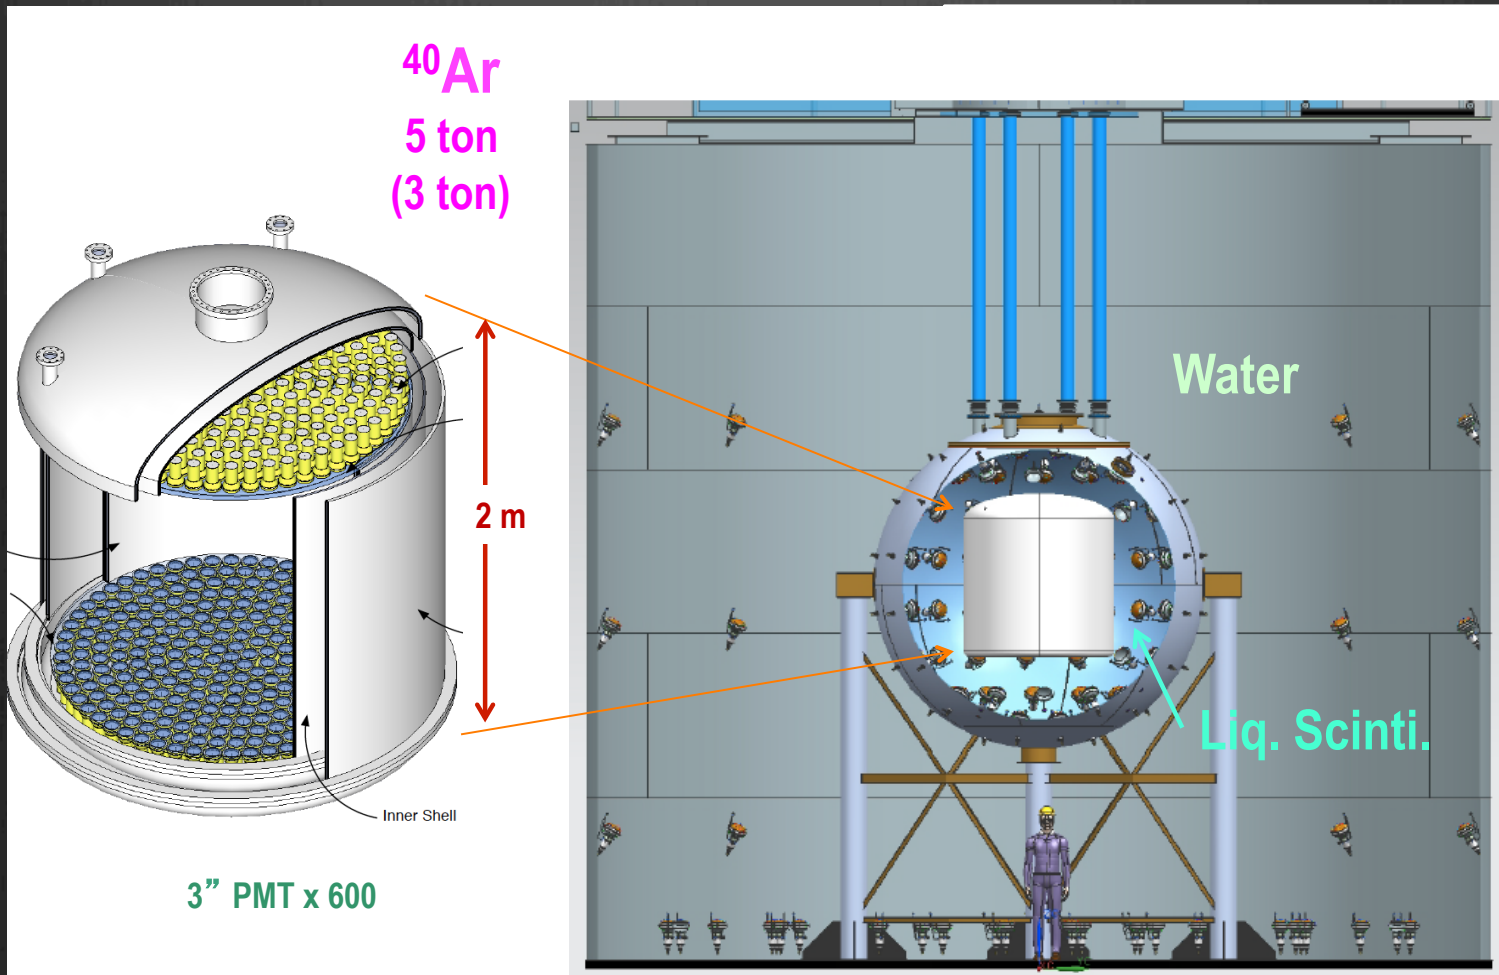 ⁴⁰Ar
5 ton
(3 ton)
2 m
Inner Shell
3” PMT x 600
Water
Liq. Scinti.